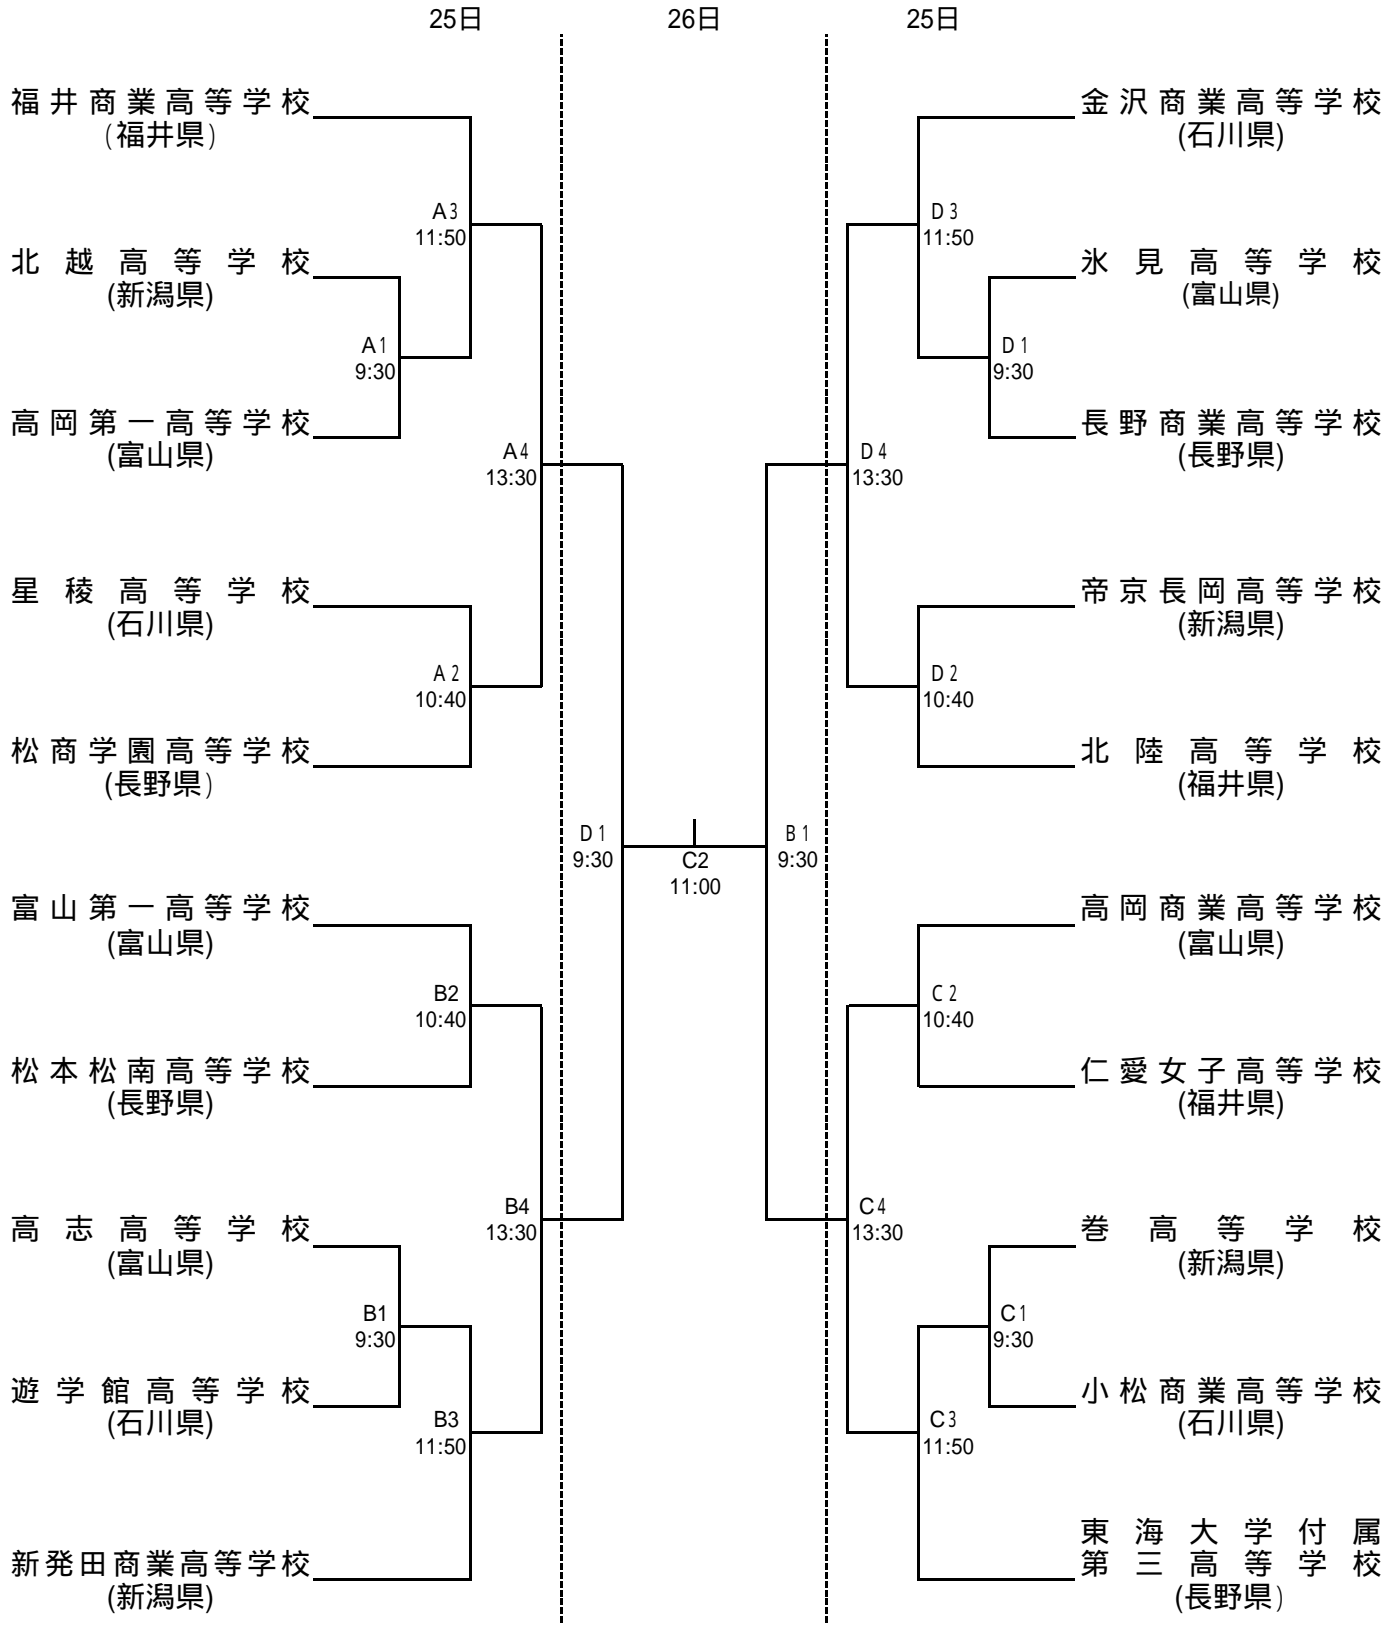 25日
26日
25日
福井商業高等学校
(福井県)
A3
11:50
北越高等学校
(新潟県)
A1
9:30
高岡第一高等学校
(富山県)
A4
13:30
星稜高等学校
(石川県)
A2
10:40
松商学園高等学校
(長野県)
D1
9:30
富山第一高等学校
(富山県)
B2
10:40
松本松南高等学校
(長野県)
B4
13:30
高志高等学校
(富山県)
B1
9:30
遊学館高等学校
(石川県)
B3
11:50
新発田商業高等学校
(新潟県)
C2
11:00
金沢商業高等学校
(石川県)
D3
11:50
氷見高等学校
(富山県)
D1
9:30
長野商業高等学校
(長野県)
D4
13:30
帝京長岡高等学校
(新潟県)
D2
10:40
北陸高等学校
(福井県)
B1
9:30
高岡商業高等学校
(富山県)
C2
10:40
仁愛女子高等学校
(福井県)
C4
13:30
巻高等学校
(新潟県)
C1
9:30
小松商業高等学校
(石川県)
C3
11:50
東海大学付属
第三高等学校
(長野県)